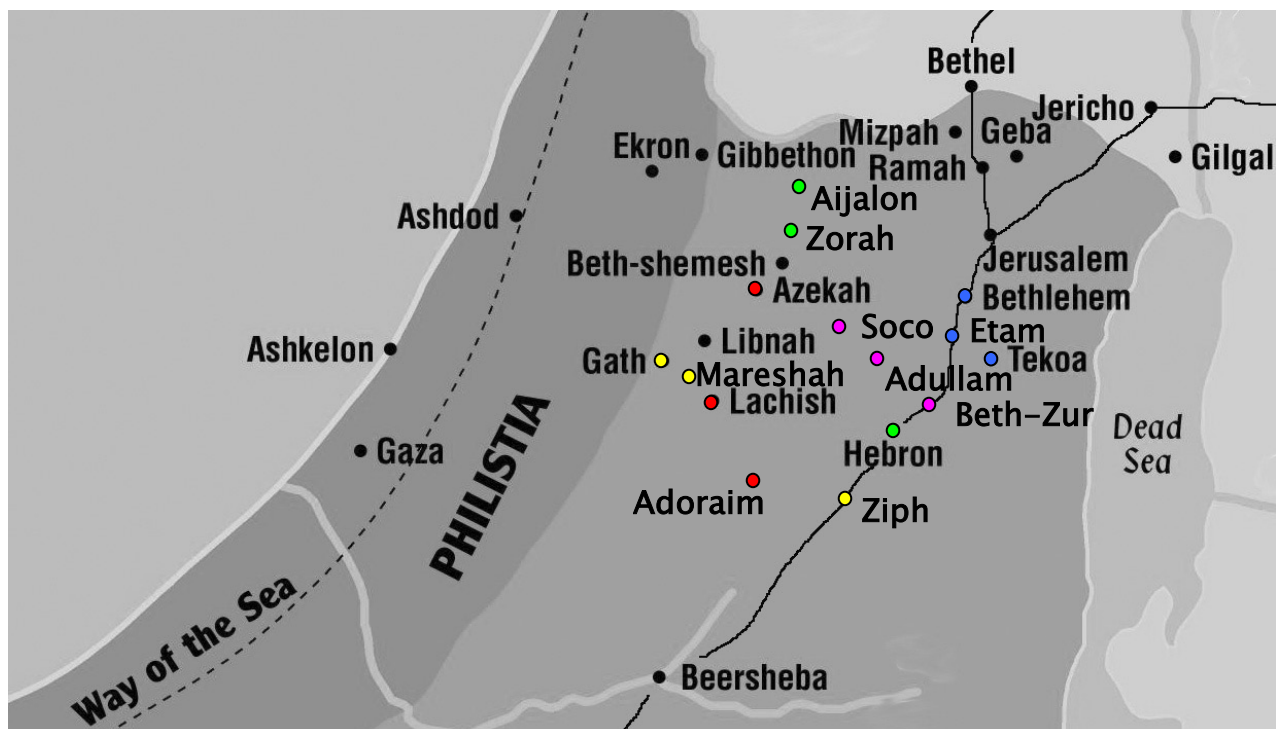 Bethel
Jericho
Mizpah
Geba
Ekron
Gibbethon
Ramah
Gilgal
Aijalon
Ashdod
Zorah
Beth-shemesh
Jerusalem
Azekah
Bethlehem
Soco
Etam
Ashkelon
Libnah
Gath
Tekoa
Mareshah
Adullam
Lachish
Beth-Zur
Dead
Sea
Gaza
Hebron
PHILISTIA
Adoraim
Ziph
Way of the Sea
Beersheba